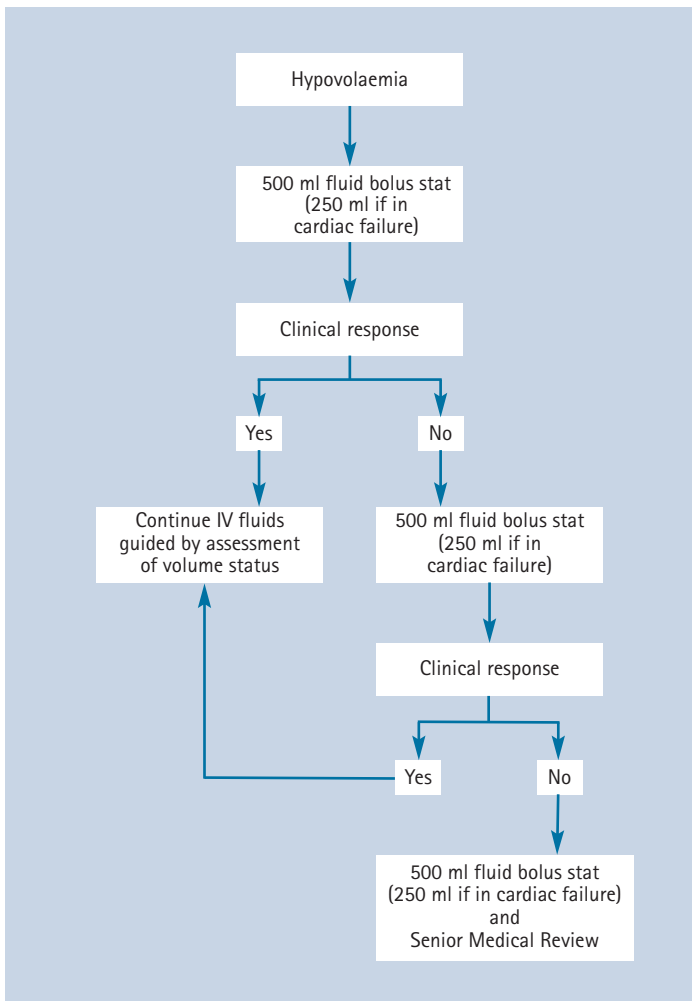 Hypovolaemia
500 ml fluid bolus stat
(250 ml if in
cardiac failure)
Clinical response
Yes
No
Continue IV fluids
guided by assessment
of volume status
500 ml fluid bolus stat
(250 ml if in
cardiac failure)
Clinical response
Yes
No
500 ml fluid bolus stat
(250 ml if in cardiac failure)
and
Senior Medical Review